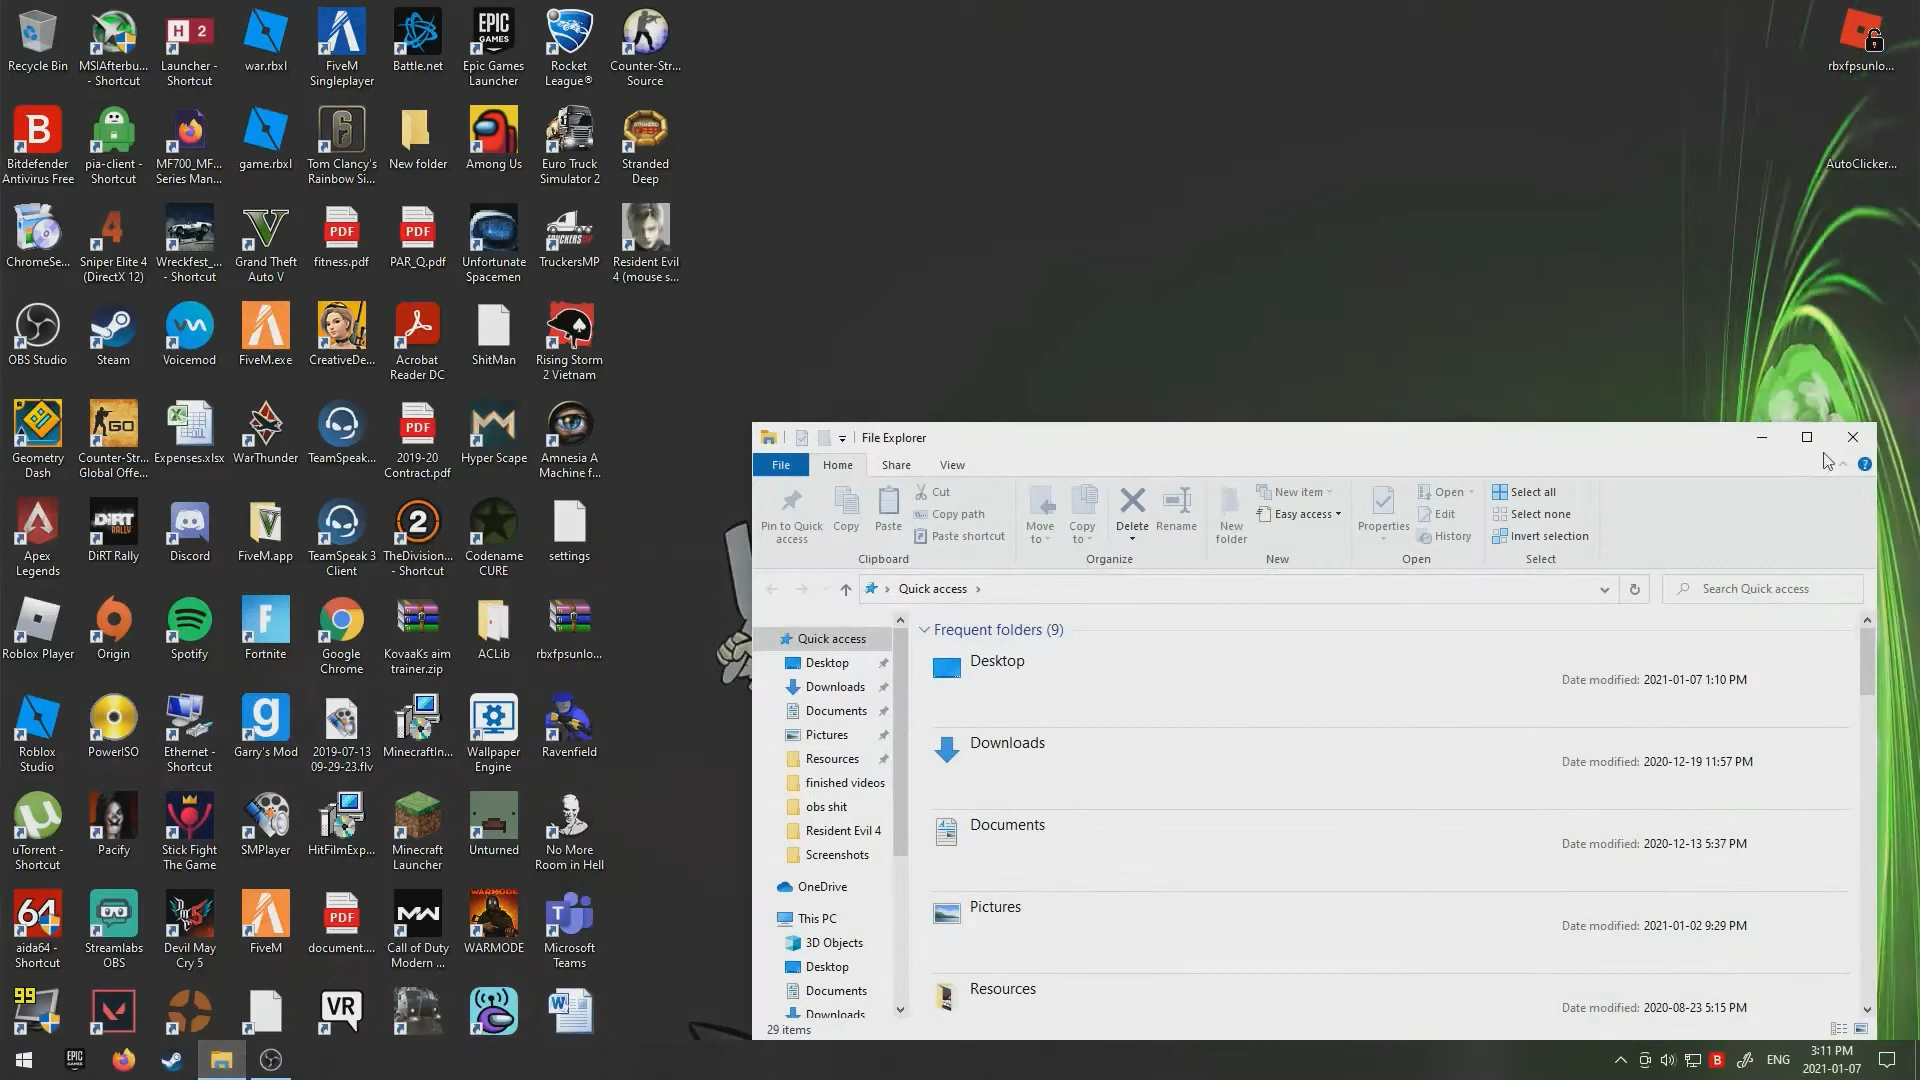 Recycle Bin
MSIAfterbu...
- Shortcut
Launcher -
Shortcut
war.rbxl
FiveM
Singleplayer
Battle.net
Epic Games
Launcher
Rocket
League®
Counter-Str...
Source
rbxfpsunlo...
Bitdefender
Antivirus Free
pia-client -
Shortcut
MF700_MF...
Series Man...
game.rbxl
Tom Clancy's
Rainbow Si...
New folder
Among Us
Euro Truck
Simulator 2
Stranded
Deep
AutoClicker...
ChromeSe...
Sniper Elite 4
(DirectX 12)
Wreckfest_...
- Shortcut
Grand Theft
Auto V
fitness.pdf
PAR_Q.pdf
Unfortunate
Spacemen
TruckersMP
Resident Evil
4 (mouse s...
OBS Studio
Steam
Voicemod
FiveM.exe
CreativeDe...
Acrobat
Reader DC
ShitMan
Rising Storm
2 Vietnam
Geometry
Dash
Counter-Str...
Global Offe...
Expenses.xlsx
WarThunder
TeamSpeak...
2019-20
Contract.pdf
Hyper Scape
Amnesia A
Machine f...
Apex
Legends
DiRT Rally
Discord
FiveM.app
TeamSpeak 3
Client
TheDivision...
- Shortcut
Codename
CURE
settings
Roblox Player
Origin
Spotify
Fortnite
Google
Chrome
KovaaKs aim
trainer.zip
ACLib
rbxfpsunlo...
Roblox
Studio
PowerISO
Ethernet -
Shortcut
Garry's Mod
2019-07-13
09-29-23.flv
MinecraftIn...
Wallpaper
Engine
Ravenfield
uTorrent -
Shortcut
Pacify
Stick Fight
The Game
SMPlayer
HitFilmExp...
Minecraft
Launcher
Unturned
No More
Room in Hell
aida64 -
Shortcut
Streamlabs
OBS
Devil May
Cry 5
FiveM
document....
Call of Duty
Modern ...
WARMODE
Microsoft
Teams
99
VR
File Explorer
File
Home
Share
View
Pin to Quick
access
Copy
Paste
Cut
Copy path
Paste shortcut
Clipboard
Move
to
Copy
to
Delete
Rename
Organize
New
folder
New item
Easy access
New
Properties
Open
Edit
History
Open
Select all
Select none
Invert selection
Select
Quick access
Search Quick access
Quick access
Desktop
Downloads
Documents
Pictures
Resources
finished videos
obs shit
Resident Evil 4
Screenshots
OneDrive
This PC
3D Objects
Desktop
Documents
Downloads
Frequent folders (9)
Desktop
Date modified: 2021-01-07 1:10 PM
Downloads
Date modified: 2020-12-19 11:57 PM
Documents
Date modified: 2020-12-13 5:37 PM
Pictures
Date modified: 2021-01-02 9:29 PM
Resources
Date modified: 2020-08-23 5:15 PM
29 items
ENG
3:11 PM
2021-01-07